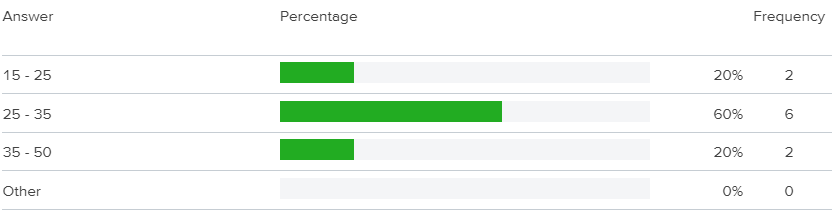 Answer Percentage Frequency
15 - 25 20% 2
25 - 35 60% 6
35 - 50 20% 2
Other 0% 0